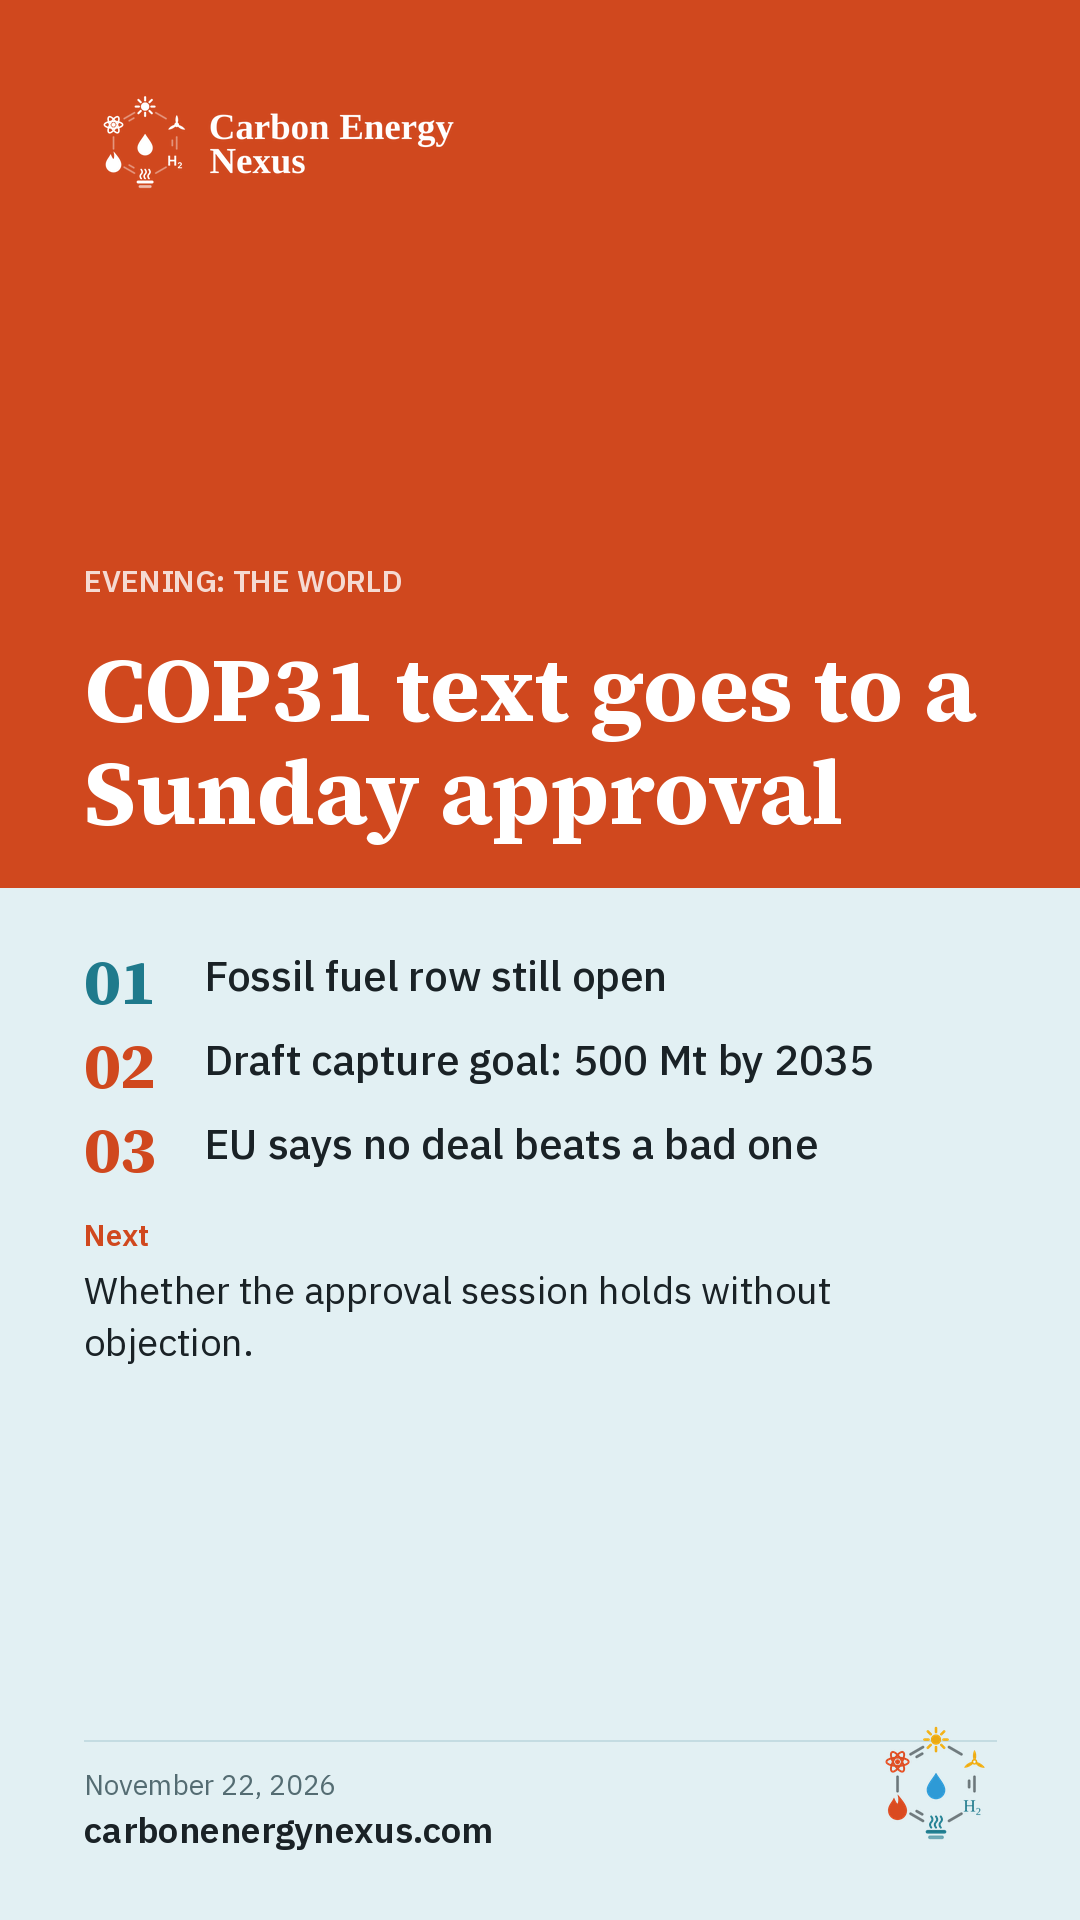 Carbon Energy
Nexus
H₂
EVENING: THE WORLD
COP31 text goes to a
Sunday approval
01 Fossil fuel row still open
02 Draft capture goal: 500 Mt by 2035
03 EU says no deal beats a bad one
Next
Whether the approval session holds without
objection.
November 22, 2026
carbonenergynexus.com
H₂